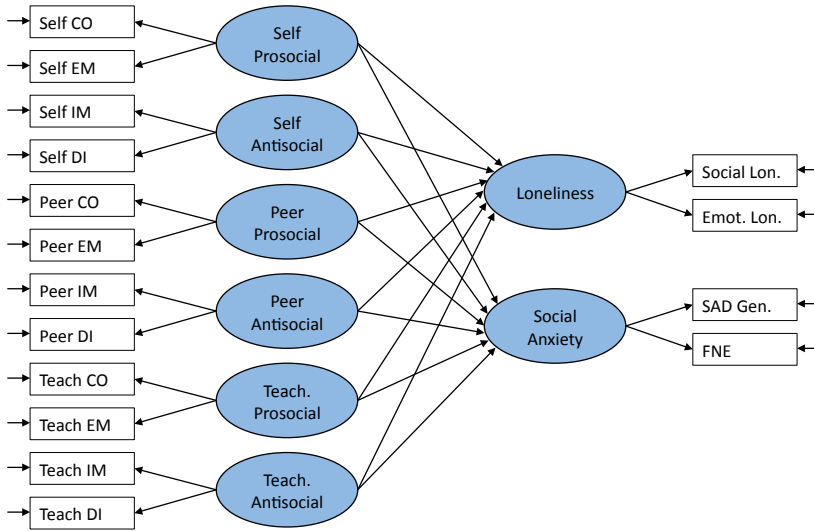 Self CO
Self EM
Self IM
Self DI
Peer CO
Peer EM
Peer IM
Peer DI
Teach CO
Teach EM
Teach IM
Teach DI
Self
Prosocial
Self
Antisocial
Peer
Prosocial
Peer
Antisocial
Teach.
Prosocial
Teach.
Antisocial
Loneliness
Social
Anxiety
Social Lon.
Emot. Lon.
SAD Gen.
FNE